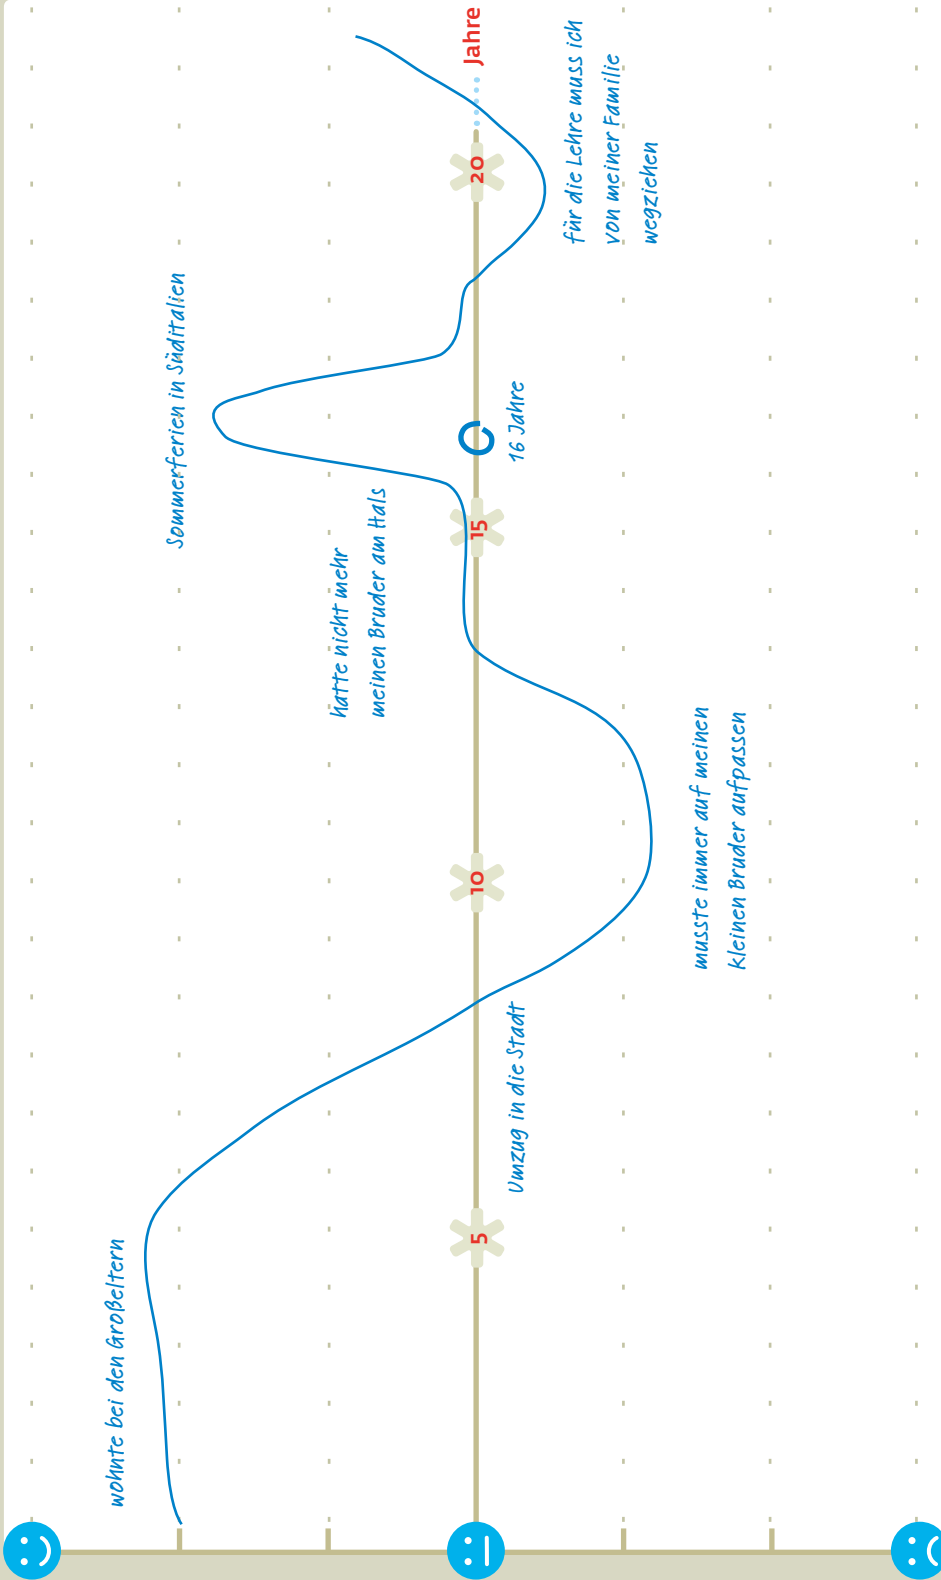 wohnte bei den Großeltern
Umzug in die Stadt
musste immer auf meinen
kleinen Bruder aufpassen
hatte nicht mehr
meinen Bruder am Hals
Sommerferien in Süditalien
16 Jahre
für die Lehre muss ich
von meiner Familie
wegziehen
5
10
15
20
Jahre